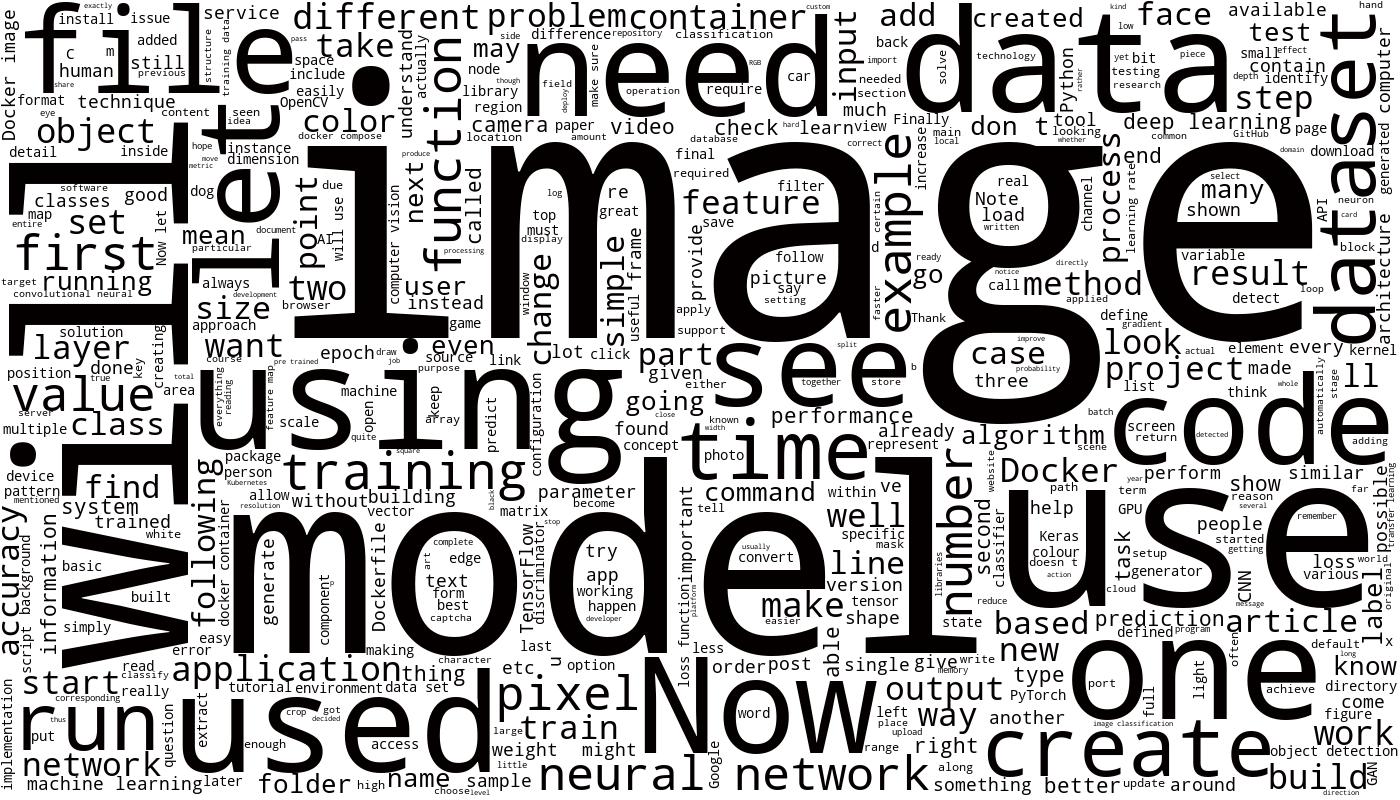 file
need
data
image
will
let
see
using
use
model
code
one
now
used
run
create
time
dataset
neural network
training
function
first
value
different
problem
container
service
install
issue
added
human
still
previous
structure
training data
pass
take
space
include
easily
OpenCV
color
docker compose
understand
actually
may
node
though
library
region
side
difference
repository
classification
custom
field
deploy
make sure
operation
RGB
require
car
input
add
back
import
needed
section
much
solve
created
technology
Python
rather
kind
low
yet
bit
testing
research
piece
face
available
test
small
effect
contain
depth
identify
step
hand
Docker image
format
eye
technique
content
seen
idea
object
detail
inside
hope
move
metric
instance
dimension
camera
location
paper
amount
video
database
check
hard
learn
view
correct
Finally
main
local
increase
don t
tool
looking
whether
deep learning
common
GitHub
page
domain
download
generated
computer
software
classes
good
dog
map
entire
set
Now let
mean
particular
document
AI
point
due
will use
computer vision
produce
next
called
processing
log
top
must
display
re
great
simple
useful
frame
final
required
feature
save
provide
filter
follow
picture
say
setting
certain
example
d
faster
ready
go
Thank
real
Note
load
written
channel
process
end
learning rate
notice
call
directly
method
applied
select
many
shown
variable
result
detect
loop
API
neuron
card
block
architecture
running
target
convolutional neural
always
size
development
approach
two
browser
user
instead
game
window
change
apply
support
define
gradient
solution
layer
position
done
true
key
creating
area
total
want
course
everything
reading
feature map
pre trained
epoch
draw
job
even
source
purpose
link
lot
click
part
given
either
split
together
store
b
improve
case
probability
three
look
actual
element
every
kernel
project
made
list
whole
think
automatically
stage
ll
server
multiple
class
scale
machine
open
quite
keep
array
predict
configuration
square
going
close
found
concept
known
width
performance
already
represent
photo
algorithm
batch
scene
screen
return
detected
adding
device
pattern
mentioned
find
system
trained
white
following
package
person
Kubernetes
allow
resolution
without
building
vector
black
matrix
parameter
become
stop
important
command
tell
within
ve
well
specific
mask
number
website
Docker
path
year
term
perform
similar
show
reason
several
far
possible
transfer learning
accuracy
script
background
information
basic
built
simply
docker container
generate
component
Dockerfile
complete
art
edge
text
form
best
captcha
TensorFlow
discriminator
try
app
working
happen
developer
loss function
platform
usually
convert
make
easier
line
version
tensor
shape
libraries
second
classifier
reduce
state
help
Keras
colour
doesn t
action
GPU
task
setup
generator
cloud
people
started
getting
CNN
message
remember
loss
various
world
label
original
x
easy
error
read
classify
start
really
corresponding
application
making
thing
character
tutorial
environment
data set
last
etc
u
option
less
order
post
able
single
give
memory
write
based
new
type
PyTorch
prediction
defined
program
often
article
default
long
know
directory
come
figure
implementation
thus
put
network
question
extract
crop
got
decided
enough
access
pixel
large
train
weight
might
little
word
left
place
upload
range
output
way
another
right
along
port
full
light
image classification
achieve
work
object detection
machine learning
later
folder
high
name
choose
level
sample
Google
something
better
update
around
build
direction
GAN